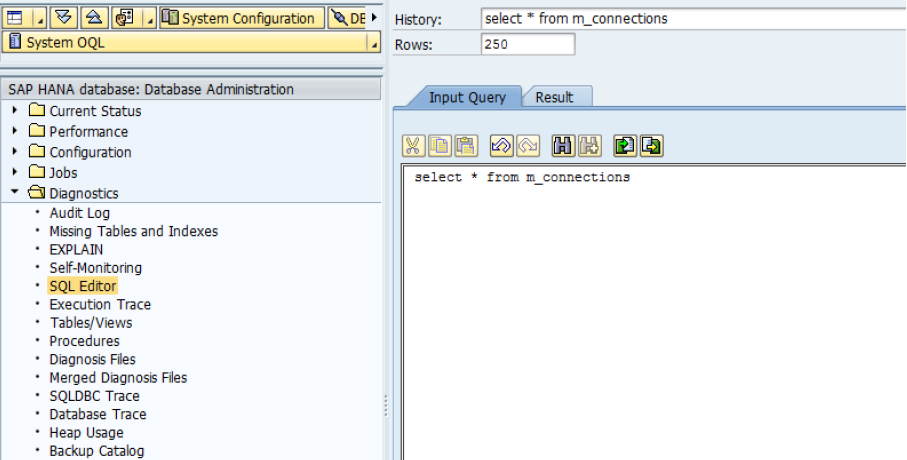 System Configuration
DE
System OQL
SAP HANA database: Database Administration
Current Status
Performance
Configuration
Jobs
Diagnostics
Audit Log
Missing Tables and Indexes
EXPLAIN
Self-Monitoring
SQL Editor
Execution Trace
Tables/Views
Procedures
Diagnosis Files
Merged Diagnosis Files
SQLDBC Trace
Database Trace
Heap Usage
Backup Catalog
History: select * from m_connections
Rows: 250
Input Query Result
select * from m_connections